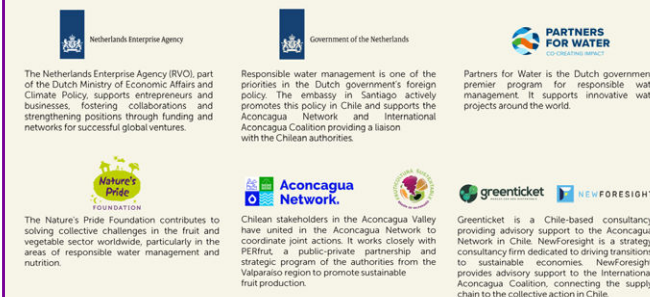 Netherlands Enterprise Agency
The Netherlands Enterprise Agency (RVO), part
of the Dutch Ministry of Economic Affairs and
Climate Policy, supports entrepreneurs and
businesses, fostering collaborations and
strengthening positions through funding and
networks for successful global ventures.
Government of the Netherlands
Responsible water management is one of the
priorities in the Dutch government's foreign
policy. The embassy in Santiago actively
promotes this policy in Chile and supports the
Aconcagua Network and International
Aconcagua Coalition providing a liaison
with the Chilean authorities.
PARTNERS
FOR WATER
CO-CREATING IMPACT
Partners for Water is the Dutch governmen
premier program for responsible wat
management. It supports innovative wat
projects around the world.
Nature's
Pride
FOUNDATION
The Nature's Pride Foundation contributes to
solving collective challenges in the fruit and
vegetable sector worldwide, particularly in the
areas of responsible water management and
nutrition.
Aconcagua
Network.
Chilean stakeholders in the Aconcagua Valley
have united in the Aconcagua Network to
coordinate joint actions. It works closely with
PERfrut, a public-private partnership and
strategic program of the authorities from the
Valparaíso region to promote sustainable
fruit production.
greenticket
NEWFORESIGHT
Greenticket is a Chile-based consultancy
providing advisory support to the Aconcagua
Network in Chile. NewForesight is a strategy
consultancy firm dedicated to driving transitions
to sustainable economies. NewForesight
provides advisory support to the International
Aconcagua Coalition, connecting the supply
chain to the collective action in Chile.